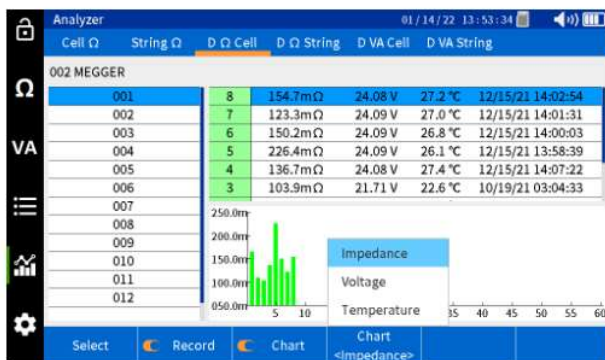 Analyzer 01/14/22 13:53:34
Cell Ω String Ω D Ω Cell D Ω String D VA Cell D VA String
002 MEGGER
Ω
VA
001
002
003
004
005
006
007
008
009
010
011
012
8 154.7mΩ 24.08 V 27.2 °C 12/15/21 14:02:54
7 123.3mΩ 24.09 V 27.0 °C 12/15/21 14:01:31
6 150.2mΩ 24.09 V 26.8 °C 12/15/21 14:00:03
5 226.4mΩ 24.09 V 26.1 °C 12/15/21 13:58:39
4 136.7mΩ 24.08 V 27.4 °C 12/15/21 14:07:22
3 103.9mΩ 21.71 V 22.6 °C 10/19/21 03:04:33
250.0m
200.0m
150.0m
100.0m
050.0m
5 10 35 40 45 50 55 60
Impedance
Voltage
Temperature
Select Record Chart Chart
<Impedance>